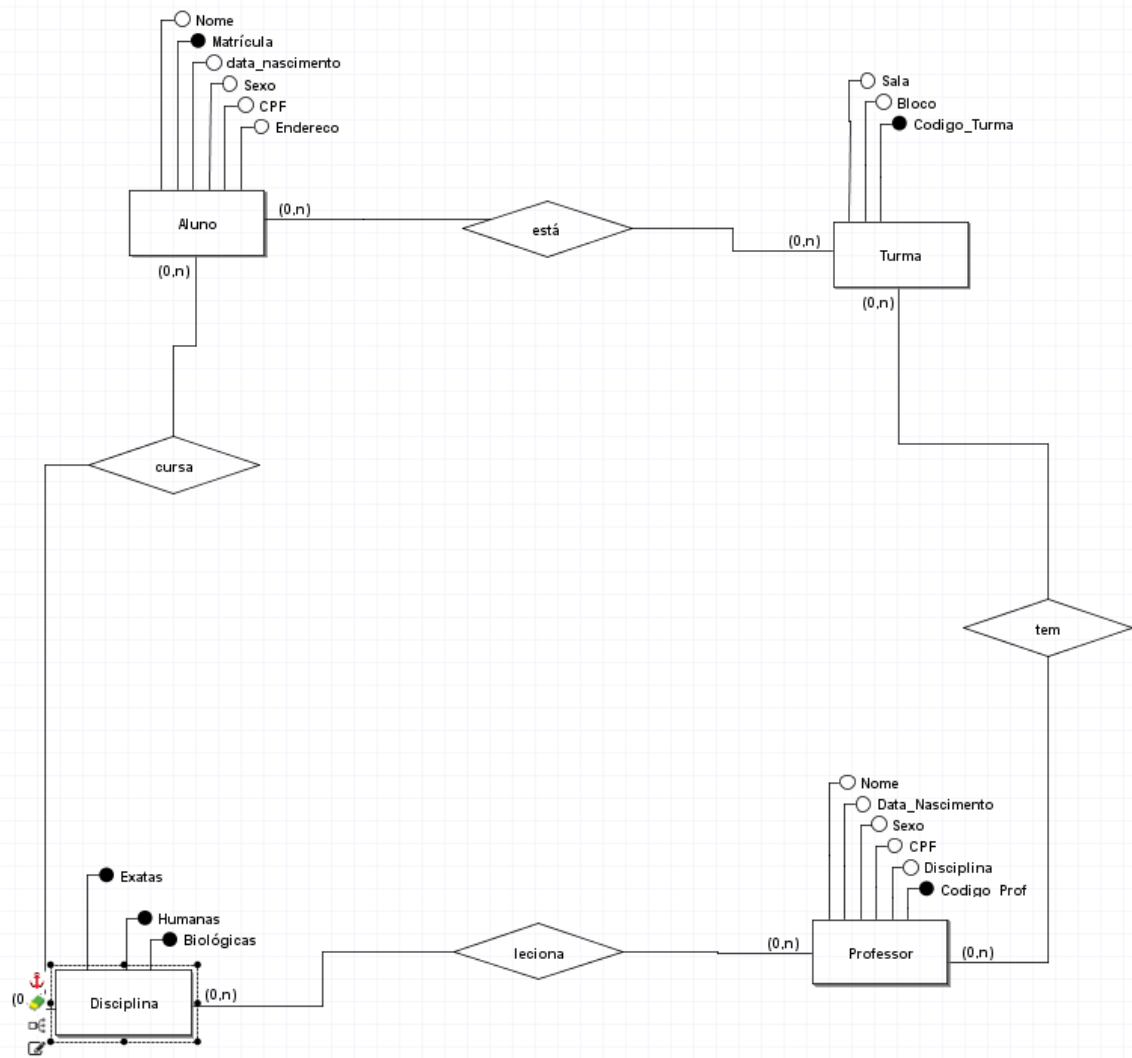 Nome
Matrícula
data_nascimento
Sexo
CPF
Endereco
Aluno
(0,n)
(0,n)
está
(0,n)
Sala
Bloco
Codigo_Turma
Turma
(0,n)
cursa
tem
Nome
Data_Nascimento
Sexo
CPF
Disciplina
Codigo_Prof
Professor
(0,n)
(0,n)
leciona
Exatas
Humanas
Biológicas
Disciplina
(0,n)
(0